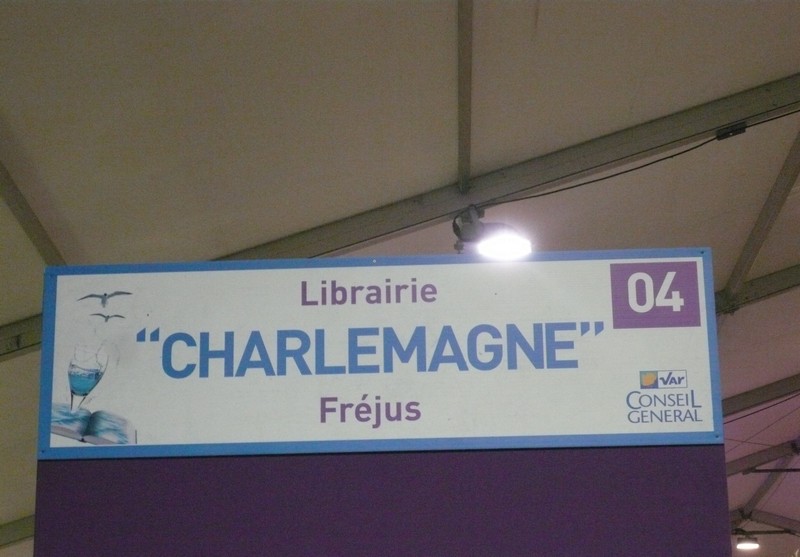 Librairie
04
“CHARLEMAGNE”
Fréjus
VAr
CONSEIL
GENERAL